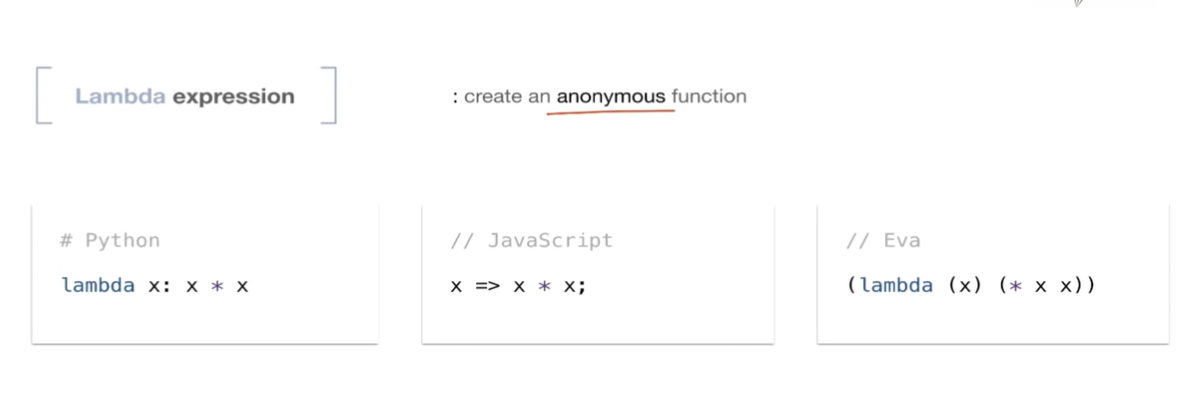 Lambda expression
: create an anonymous function
# Python
lambda x: x * x
// JavaScript
x => x * x;
// Eva
(lambda (x) (* x x))